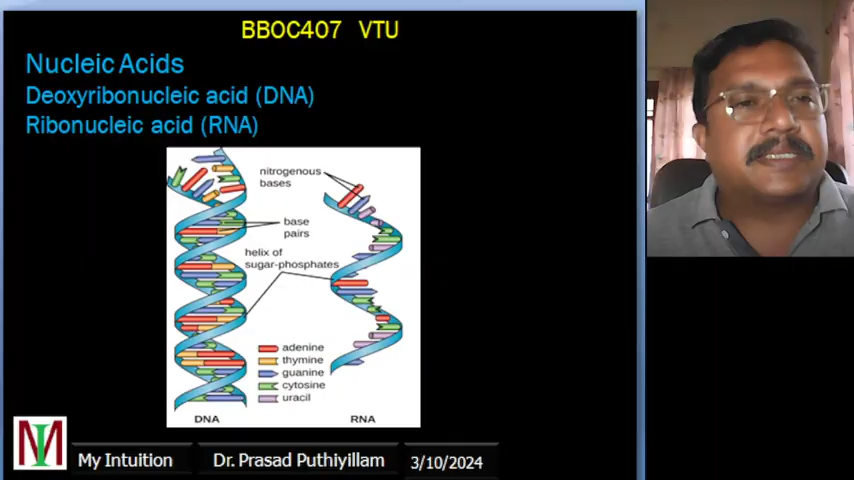 BBOC407 VTU
Nucleic Acids
Deoxyribonucleic acid (DNA)
Ribonucleic acid (RNA)
nitrogenous
bases
base
pairs
helix of
sugar-phosphates
adenine
thymine
guanine
cytosine
uracil
DNA
RNA
MI
My Intuition
Dr. Prasad Puthiyillam
3/10/2024